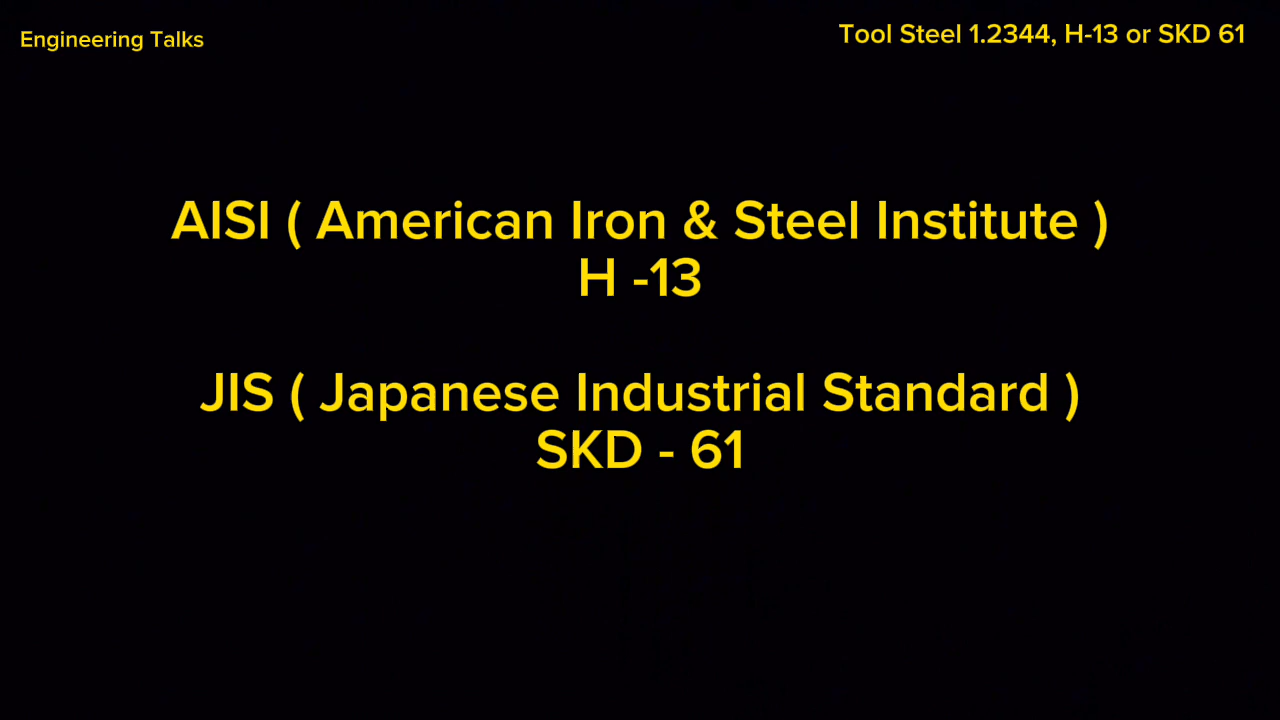 Engineering Talks
Tool Steel 1.2344, H-13 or SKD 61
AISI ( American Iron & Steel Institute )
H -13
JIS ( Japanese Industrial Standard )
SKD - 61